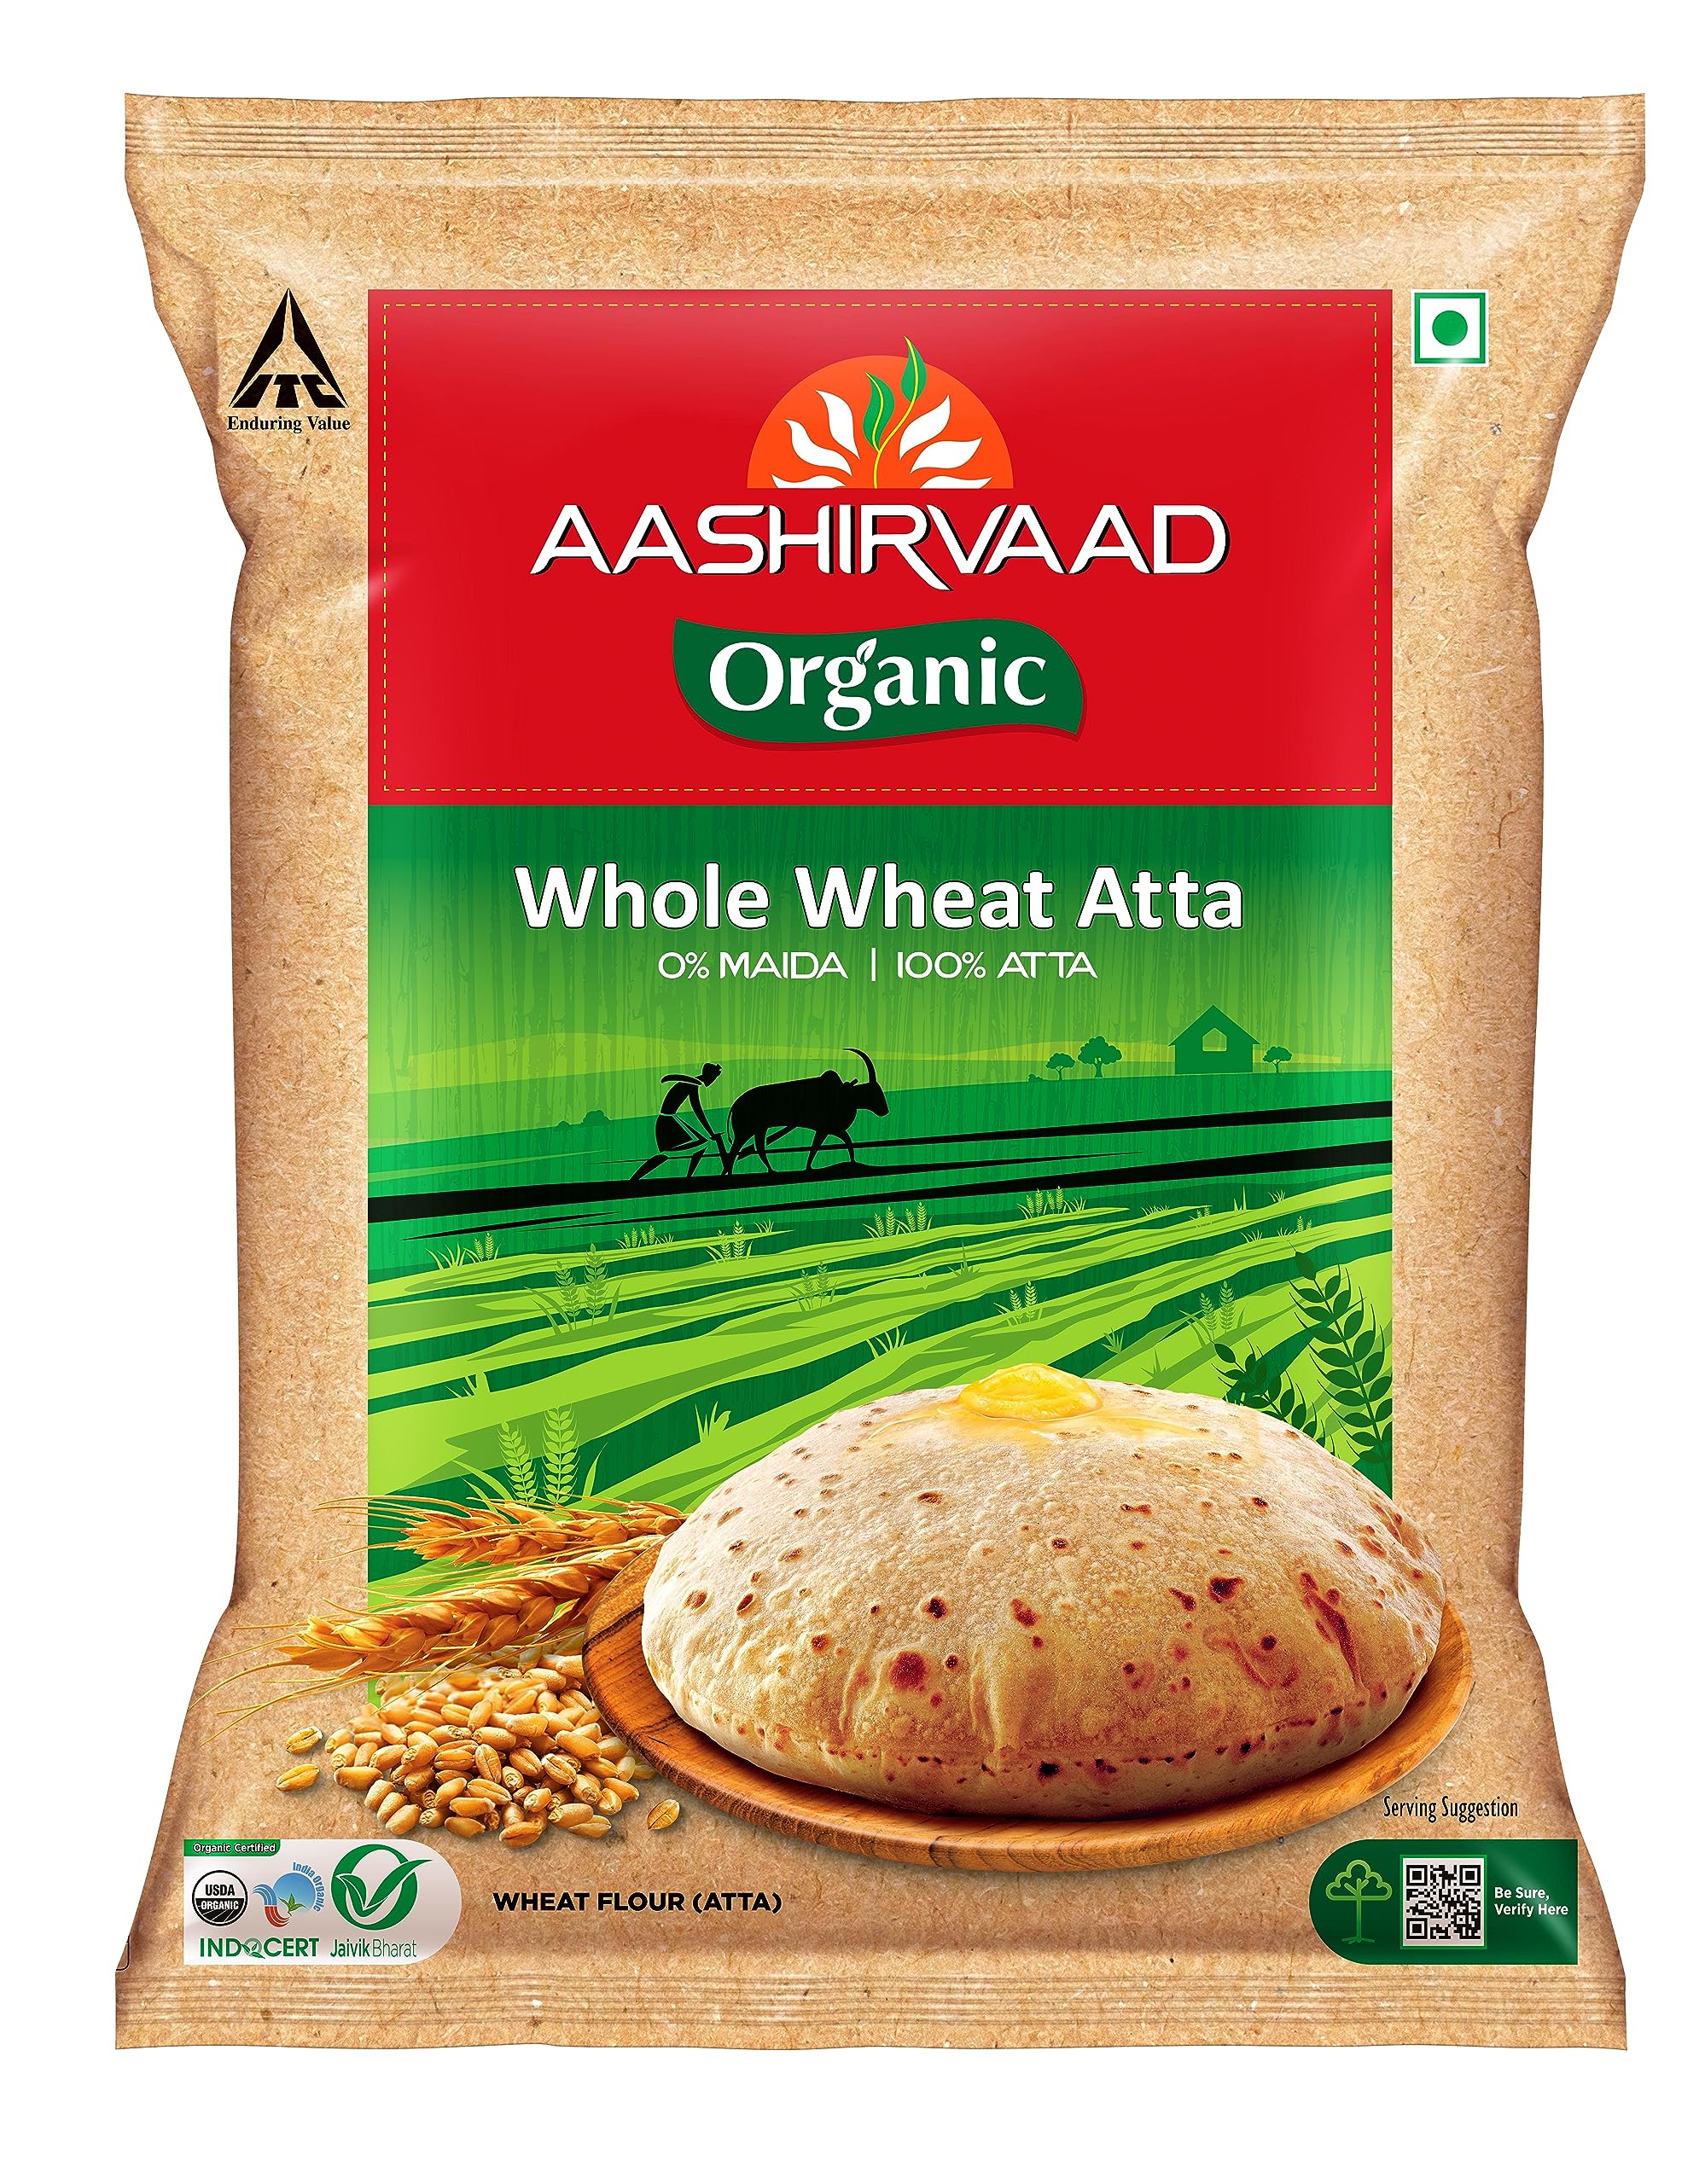 ITC
Enduring Value
AASHIRVAAD
Organic
Whole Wheat Atta
0% MAIDA | 100% ATTA
Serving Suggestion
Organic Certified
USDA
ORGANIC
India Organic
INDOCERT
Jaivik Bharat
WHEAT FLOUR (ATTA)
Be Sure,
Verify Here